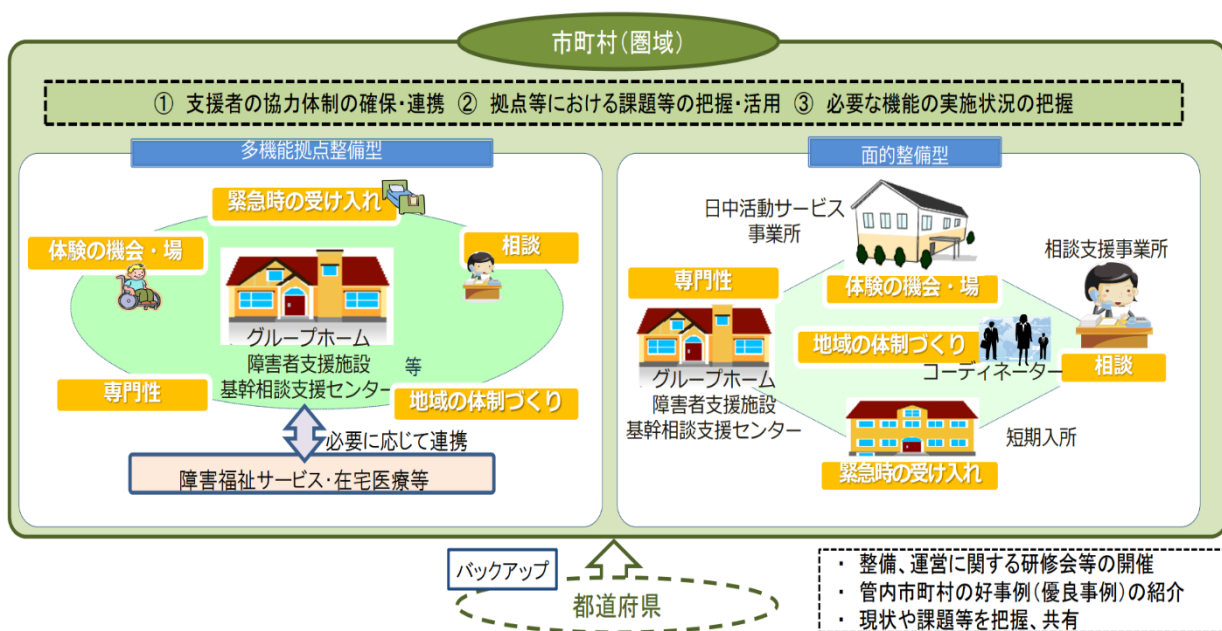 市町村(圏域)
① 支援者の協力体制の確保・連携 ② 拠点等における課題等の把握・活用 ③ 必要な機能の実施状況の把握
多機能拠点整備型
緊急時の受け入れ
体験の機会・場
相談
グループホーム
障害者支援施設
基幹相談支援センター
等
専門性
地域の体制づくり
必要に応じて連携
障害福祉サービス・在宅医療等
面的整備型
日中活動サービス
事業所
相談支援事業所
専門性
体験の機会・場
地域の体制づくり
コーディネーター
相談
グループホーム
障害者支援施設
基幹相談支援センター
短期入所
緊急時の受け入れ
バックアップ
都道府県
・ 整備、運営に関する研修会等の開催
・ 管内市町村の好事例(優良事例)の紹介
・ 現状や課題等を把握、共有